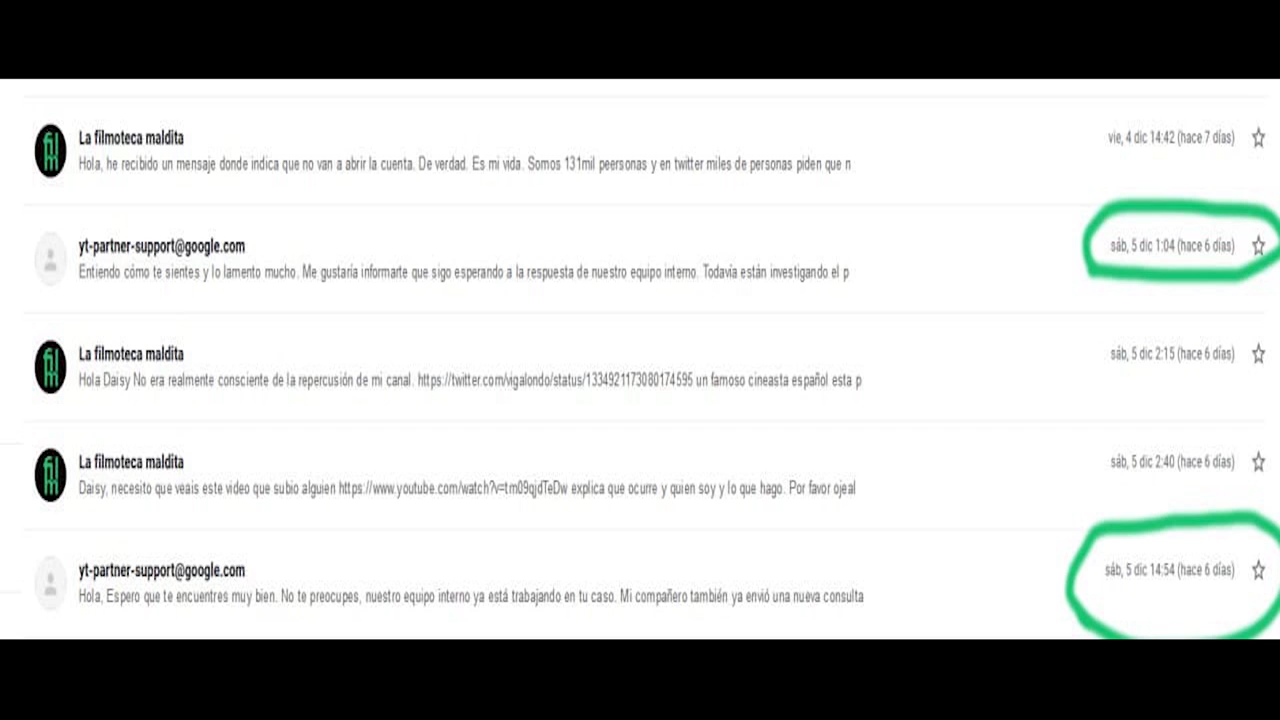 La filmoteca maldita
vie, 4 dic 14:42 (hace 7 días)
Hola, he recibido un mensaje donde indica que no van a abrir la cuenta. De verdad. Es mi vida. Somos 131mil peersonas y en twitter miles de personas piden que n
yt-partner-support@google.com
sáb, 5 dic 1:04 (hace 6 días)
Entiendo cómo te sientes y lo lamento mucho. Me gustaría informarte que sigo esperando a la respuesta de nuestro equipo interno. Todavía están investigando el p
La filmoteca maldita
sáb, 5 dic 2:15 (hace 6 días)
Hola Daisy No era realmente consciente de la repercusión de mi canal. https://twitter.com/vigalondo/status/1334921173080174595 un famoso cineasta español esta p
La filmoteca maldita
sáb, 5 dic 2:40 (hace 6 días)
Daisy, necesito que veais este video que subio alguien https://www.youtube.com/watch?v=tm09qjdTeDw explica que ocurre y quien soy y lo que hago. Por favor ojeal
yt-partner-support@google.com
sáb, 5 dic 14:54 (hace 6 días)
Hola, Espero que te encuentres muy bien. No te preocupes, nuestro equipo interno ya está trabajando en tu caso. Mi compañero también ya envió una nueva consulta